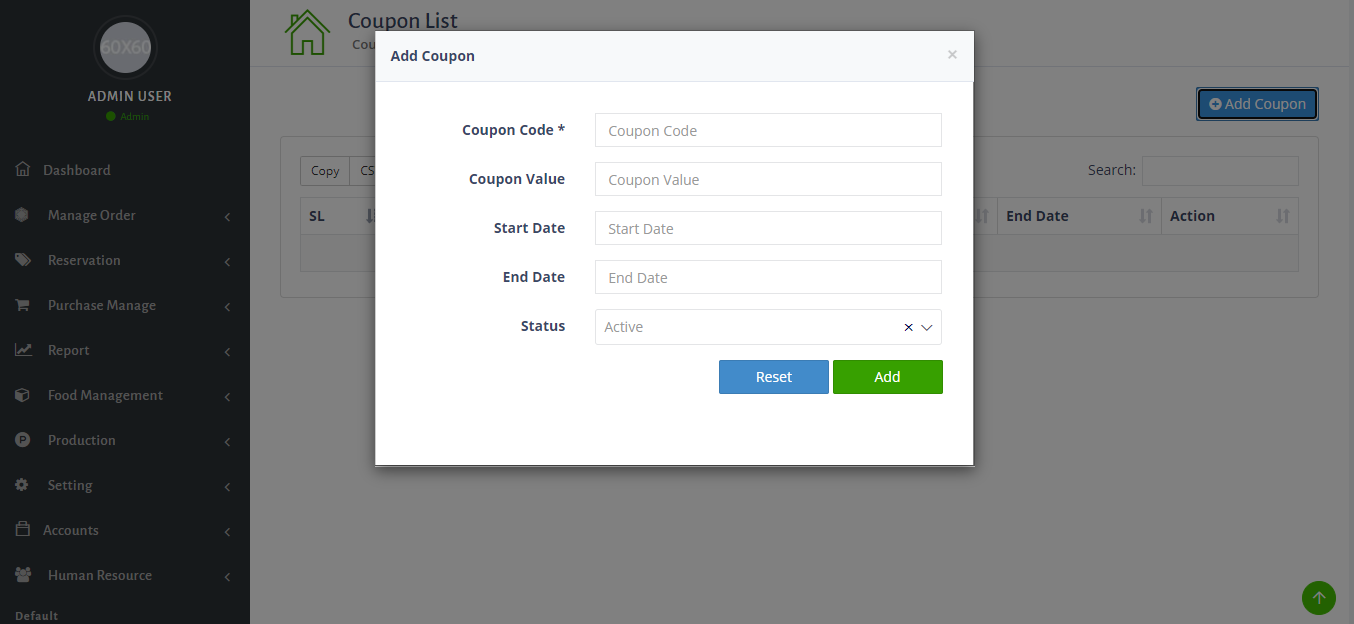 60X60
ADMIN USER
Admin
Dashboard
Manage Order
Reservation
Purchase Manage
Report
Food Management
Production
Setting
Accounts
Human Resource
Default
Coupon List
Cou
Add Coupon
Copy
CS
Search:
SL
End Date
Action
Add Coupon
×
Coupon Code *
Coupon Code
Coupon Value
Coupon Value
Start Date
Start Date
End Date
End Date
Status
Active
×
Reset
Add